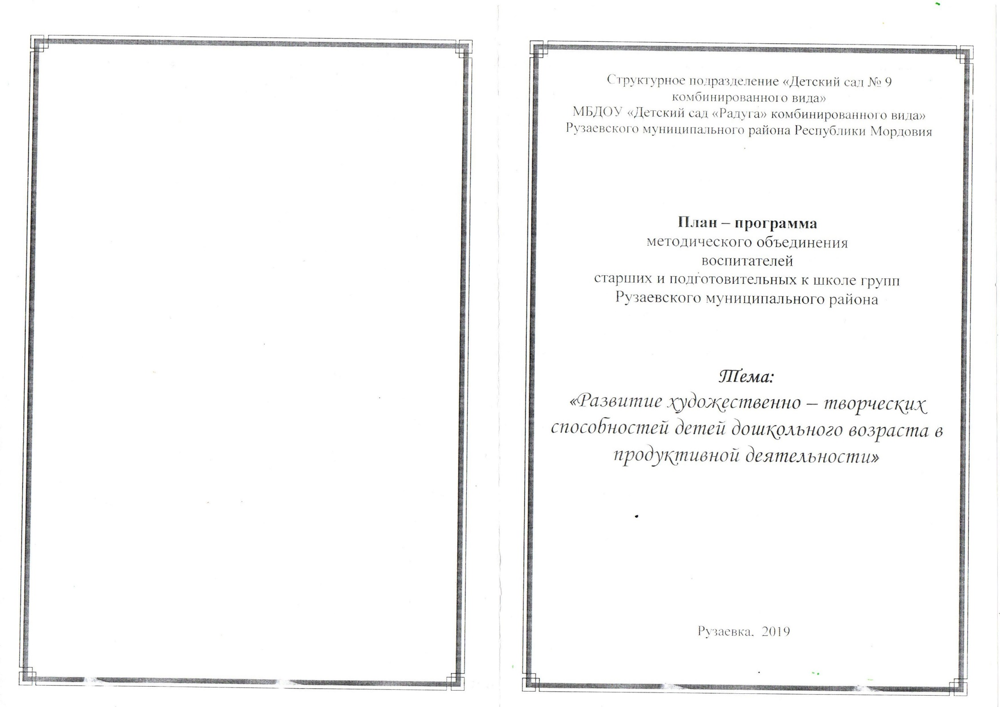 Структурное подразделение «Детский сад № 9
комбинированного вида»
МБДОУ «Детский сад «Радуга» комбинированного вида»
Рузаевского муниципального района Республики Мордовия
План – программа
методического объединения
воспитателей
старших и подготовительных к школе групп
Рузаевского муниципального района
Тема:
«Развитие художественно – творческих
способностей детей дошкольного возраста в
продуктивной деятельности»
Рузаевка, 2019